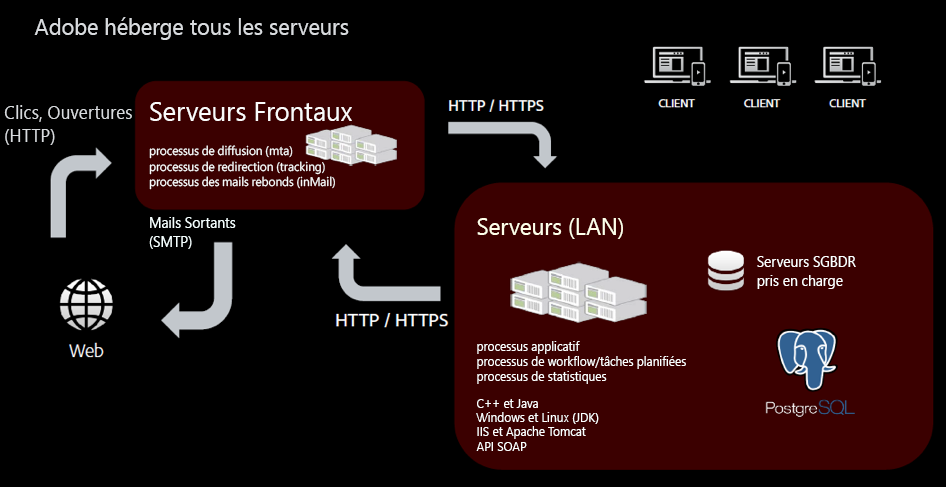 Adobe héberge tous les serveurs
CLIENT
CLIENT
CLIENT
Clics, Ouvertures
(HTTP)
Serveurs Frontaux
processus de diffusion (mta)
processus de redirection (tracking)
processus des mails rebonds (inMail)
HTTP / HTTPS
Mails Sortants
(SMTP)
Web
HTTP / HTTPS
Serveurs (LAN)
processus applicatif
processus de workflow/tâches planifiées
processus de statistiques
C++ et Java
Windows et Linux (JDK)
IIS et Apache Tomcat
API SOAP
Serveurs SGBDR
pris en charge
PostgreSQL